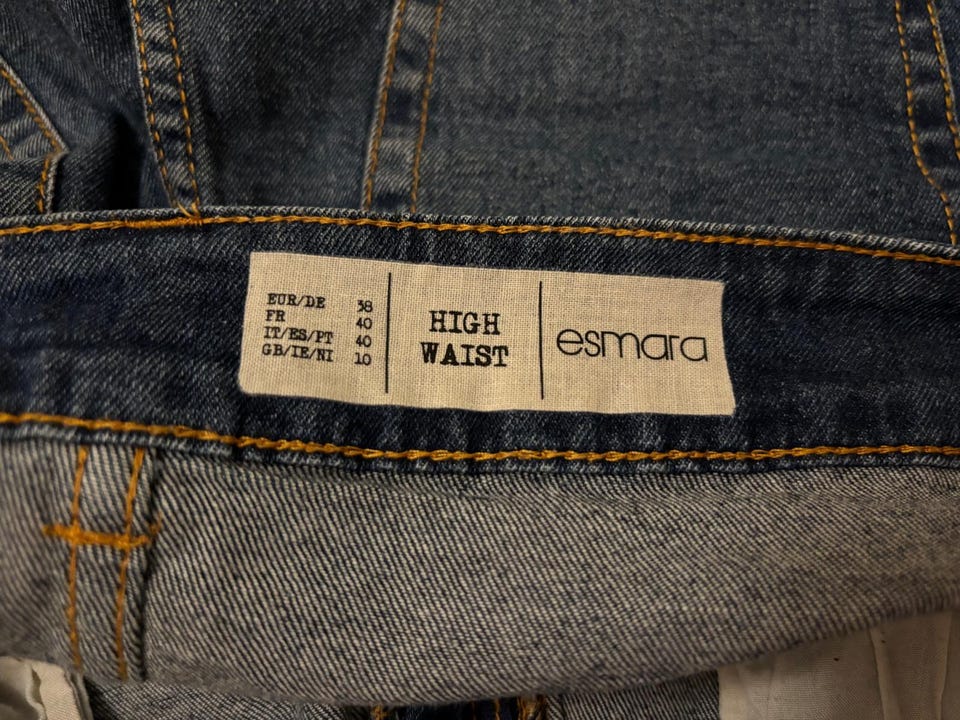 EUR/DE 38
FR 40
IT/ES/PT 40
GB/IE/NI 10
HIGH
WAIST
esmara